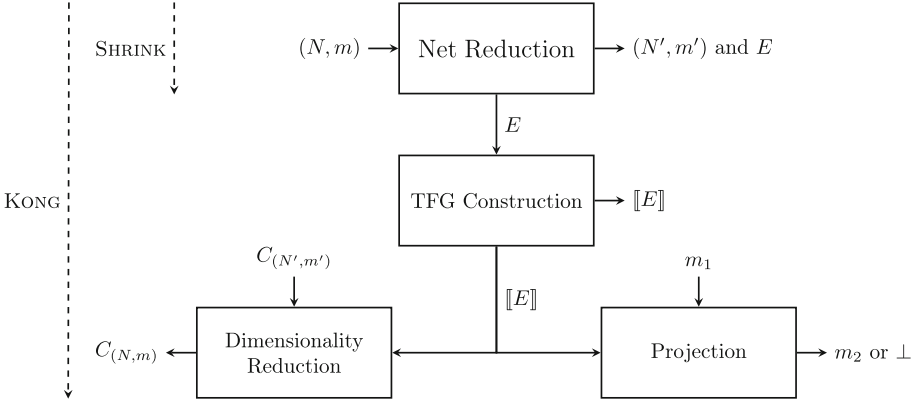 SHRINK
(N, m)
Net Reduction
(N′, m′) and E
E
KONG
TFG Construction
⟦E⟧
C(N′,m′)
⟦E⟧
m₁
C(N,m)
Dimensionality
Reduction
Projection
m₂ or ⊥